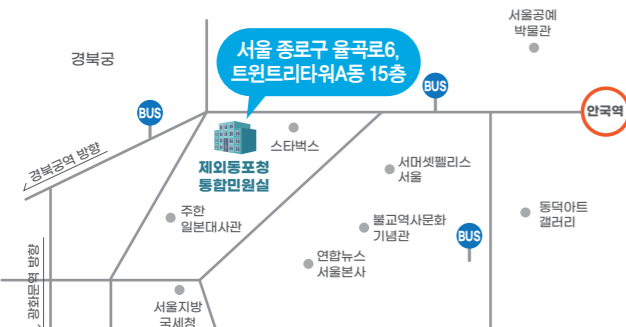 서울공예
박물관
경복궁
서울 종로구 율곡로6,
트윈트리타워A동 15층
BUS
BUS
안국역
스타벅스
경복궁역 방향
재외동포청
통합민원실
서머셋펠리스
서울
주한
일본대사관
동덕아트
갤러리
불교역사문화
기념관
BUS
연합뉴스
서울본사
광화문역 방향
서울지방
국세청